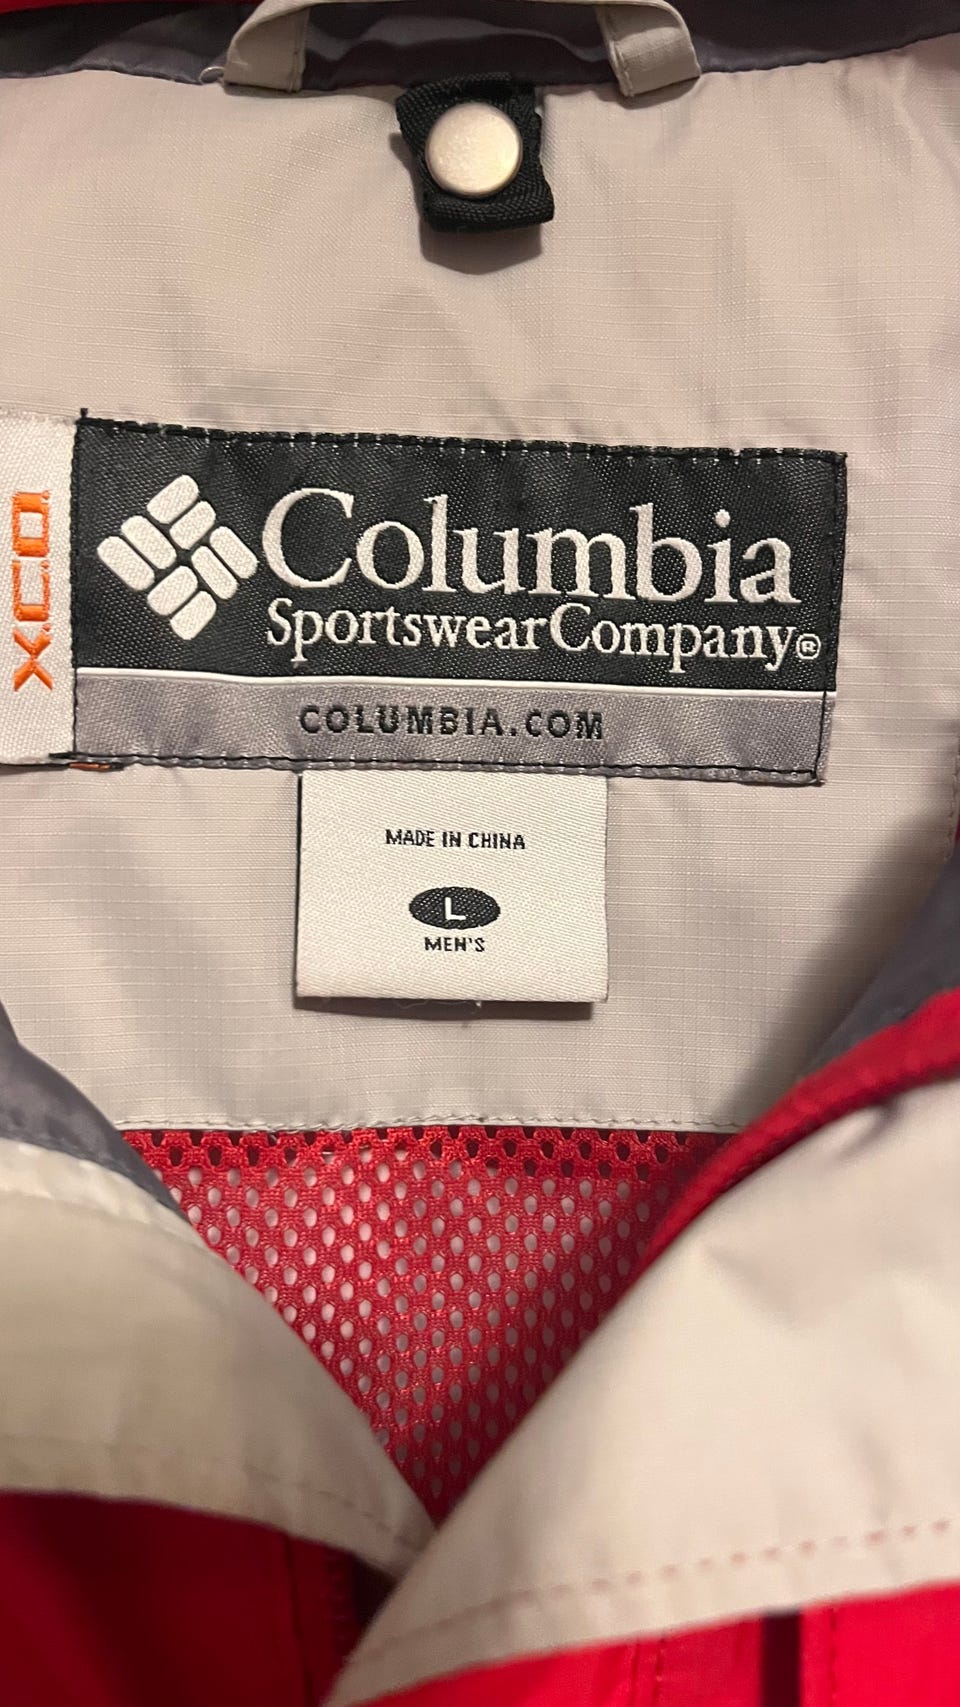 XCO
Columbia
SportswearCompany®
COLUMBIA.COM
MADE IN CHINA
L
MEN'S